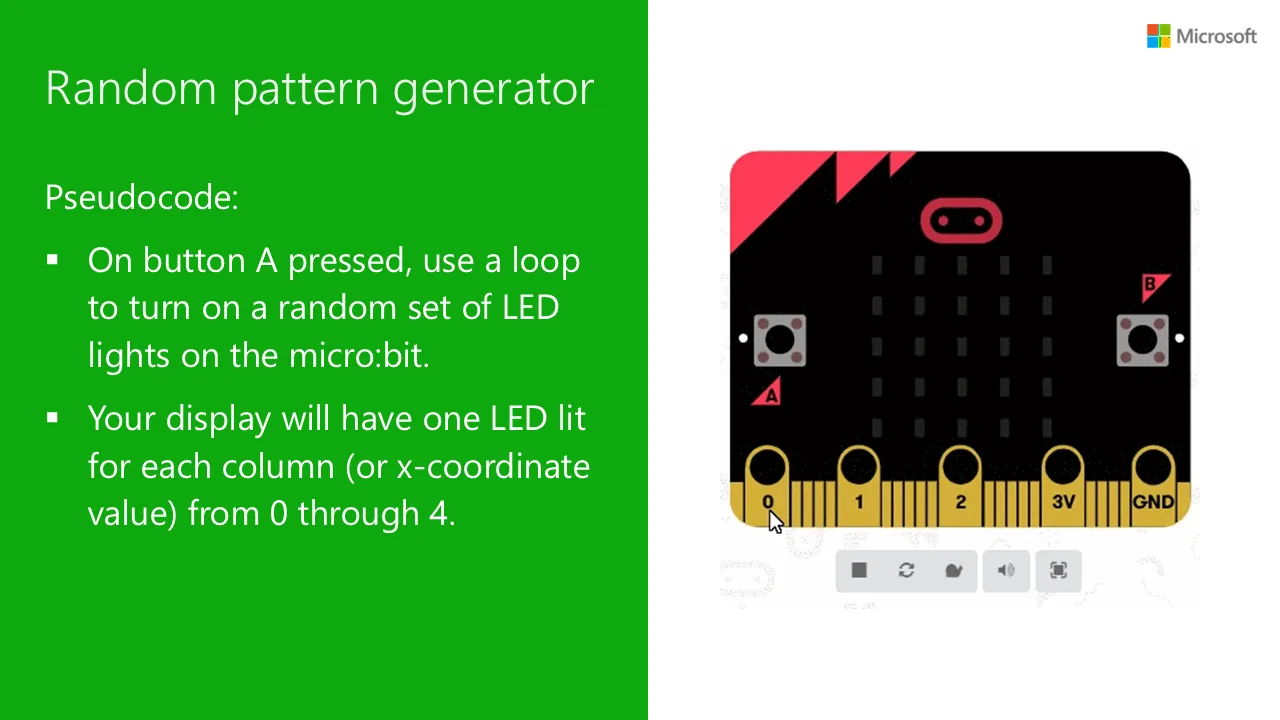 Microsoft
Random pattern generator
Pseudocode:
▪ On button A pressed, use a loop
to turn on a random set of LED
lights on the micro:bit.
▪ Your display will have one LED lit
for each column (or x-coordinate
value) from 0 through 4.
B
A
0 1 2 3V GND